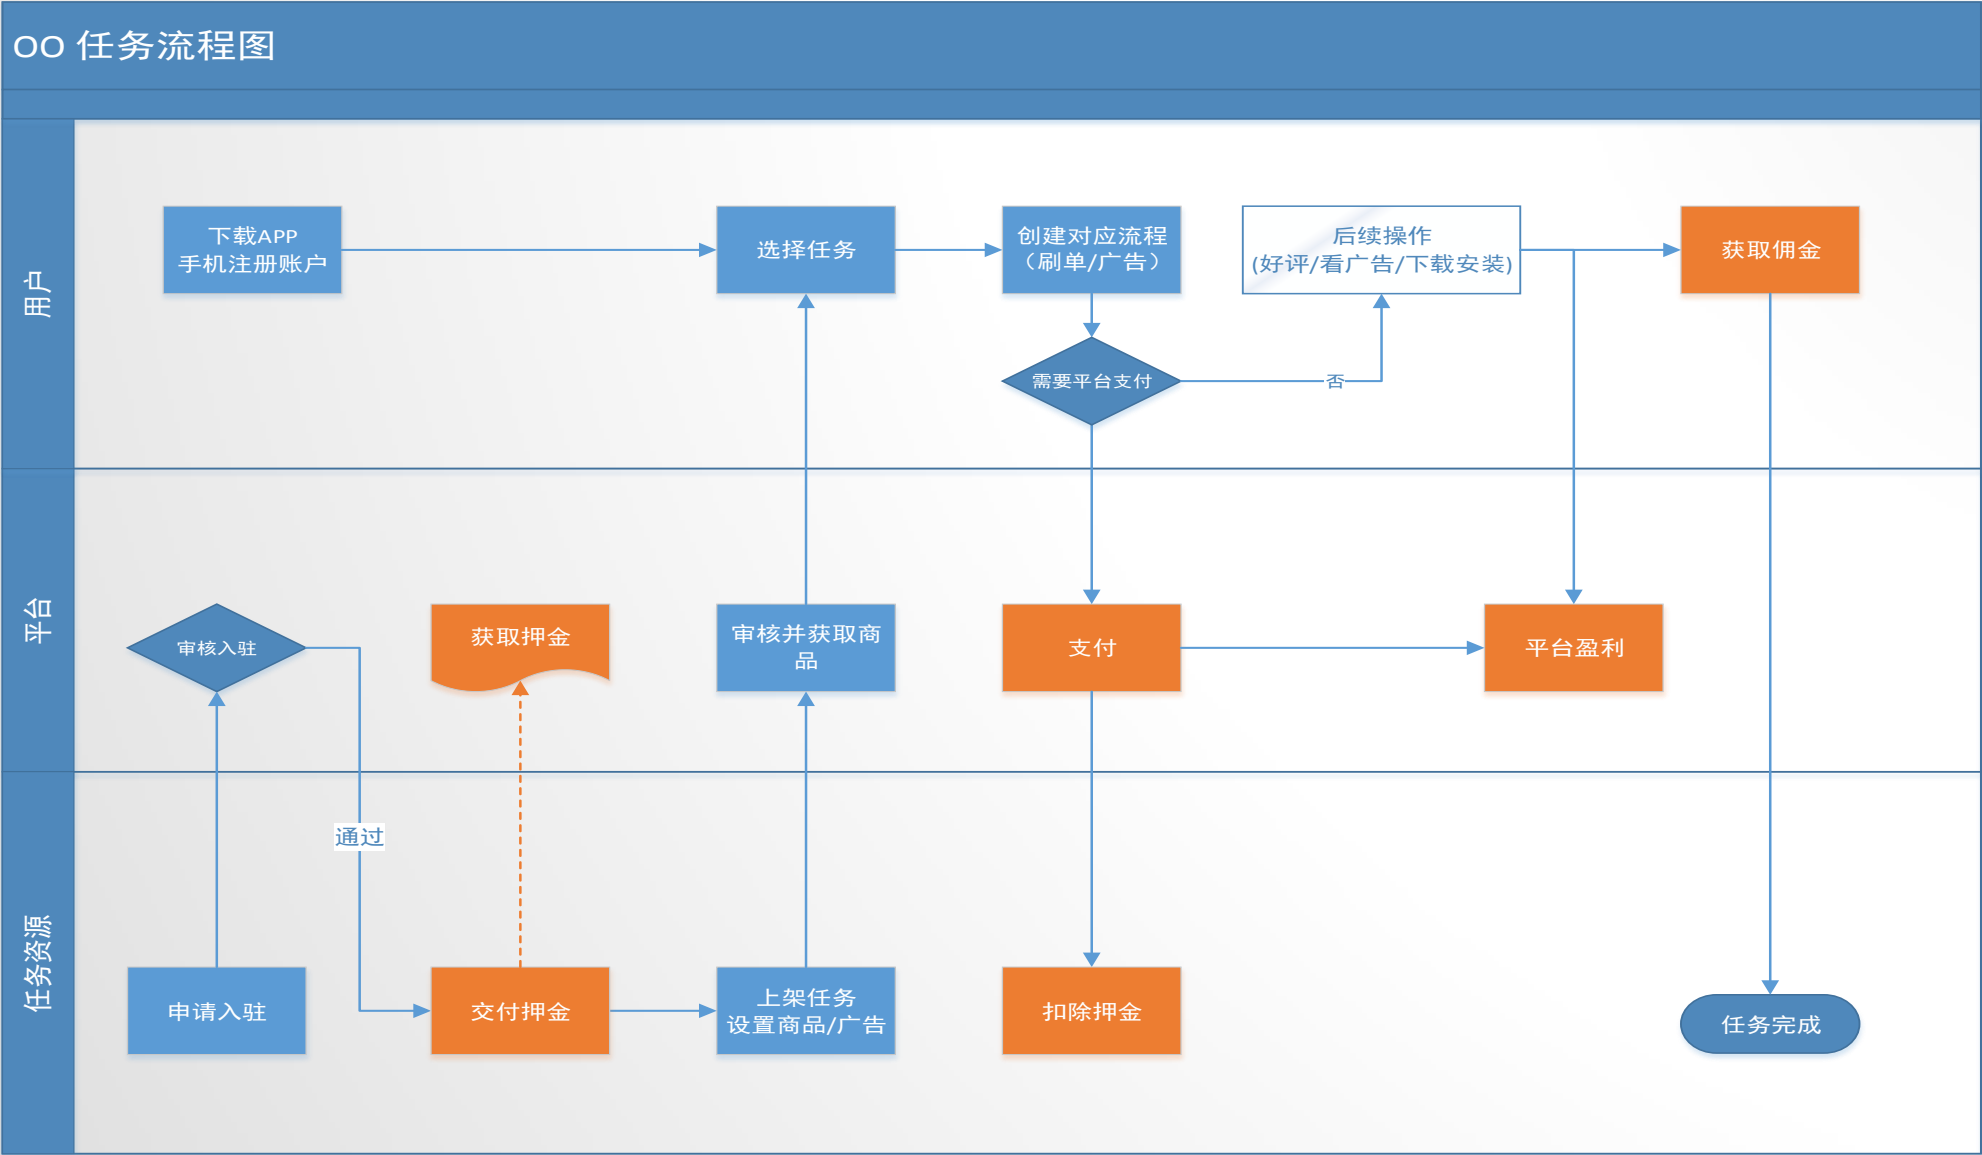 OO 任务流程图
用户
下载APP
手机注册账户
选择任务
创建对应流程
（刷单/广告）
后续操作
(好评/看广告/下载安装)
获取佣金
需要平台支付
否
平台
审核入驻
获取押金
审核并获取商
品
支付
平台盈利
通过
任务资源
申请入驻
交付押金
上架任务
设置商品/广告
扣除押金
任务完成